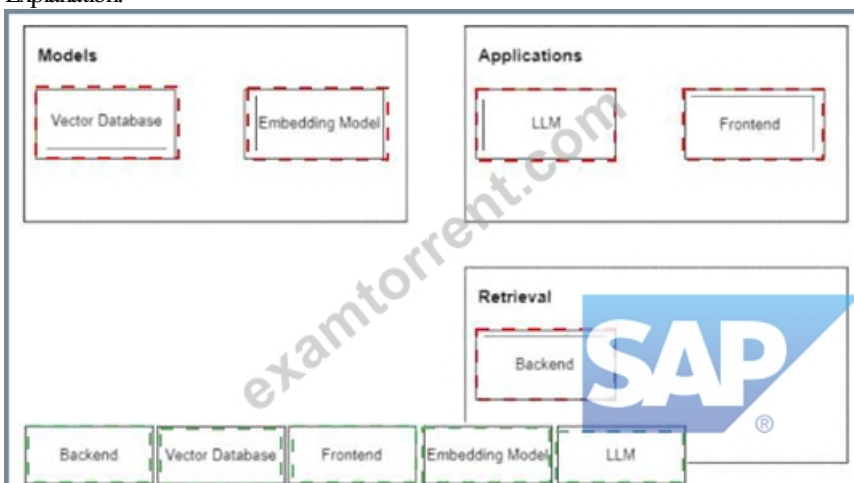 Explanation:
Models
Applications
Vector Database
Embedding Model
LLM
Frontend
examtorrent.com
Retrieval
Backend
SAP
®
Backend
Vector Database
Frontend
Embedding Model
LLM